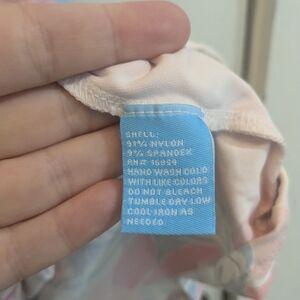 SHELL:
91% NYLON
9% SPANDEX
RN# 15959
HAND WASH COLD
WITH LIKE COLORS
DO NOT BLEACH
TUMBLE DRY LOW
COOL IRON AS
NEEDED